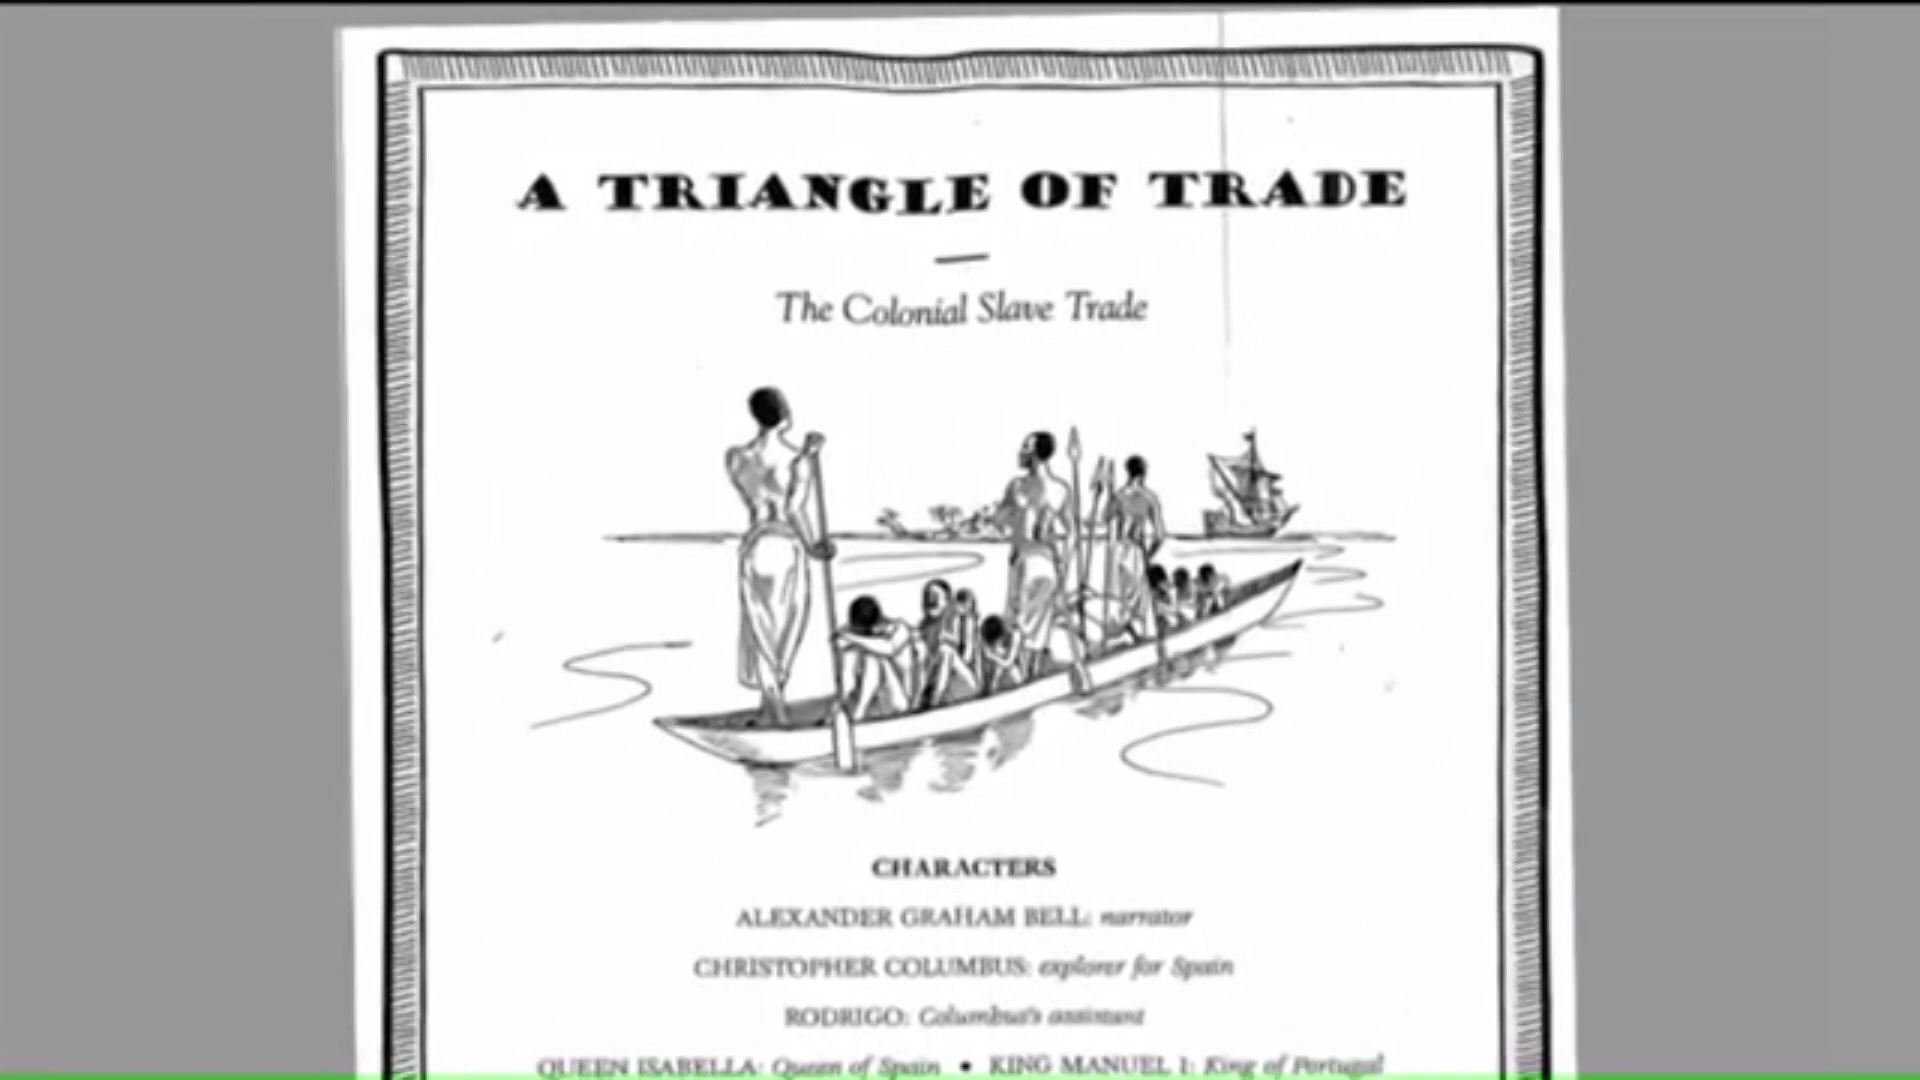 A TRIANGLE OF TRADE
The Colonial Slave Trade
CHARACTERS
ALEXANDER GRAHAM BELL: narrator
CHRISTOPHER COLUMBUS: explorer for Spain
RODRIGO: Columbus's assistant
QUEEN ISABELLA: Queen of Spain • KING MANUEL I: King of Portugal